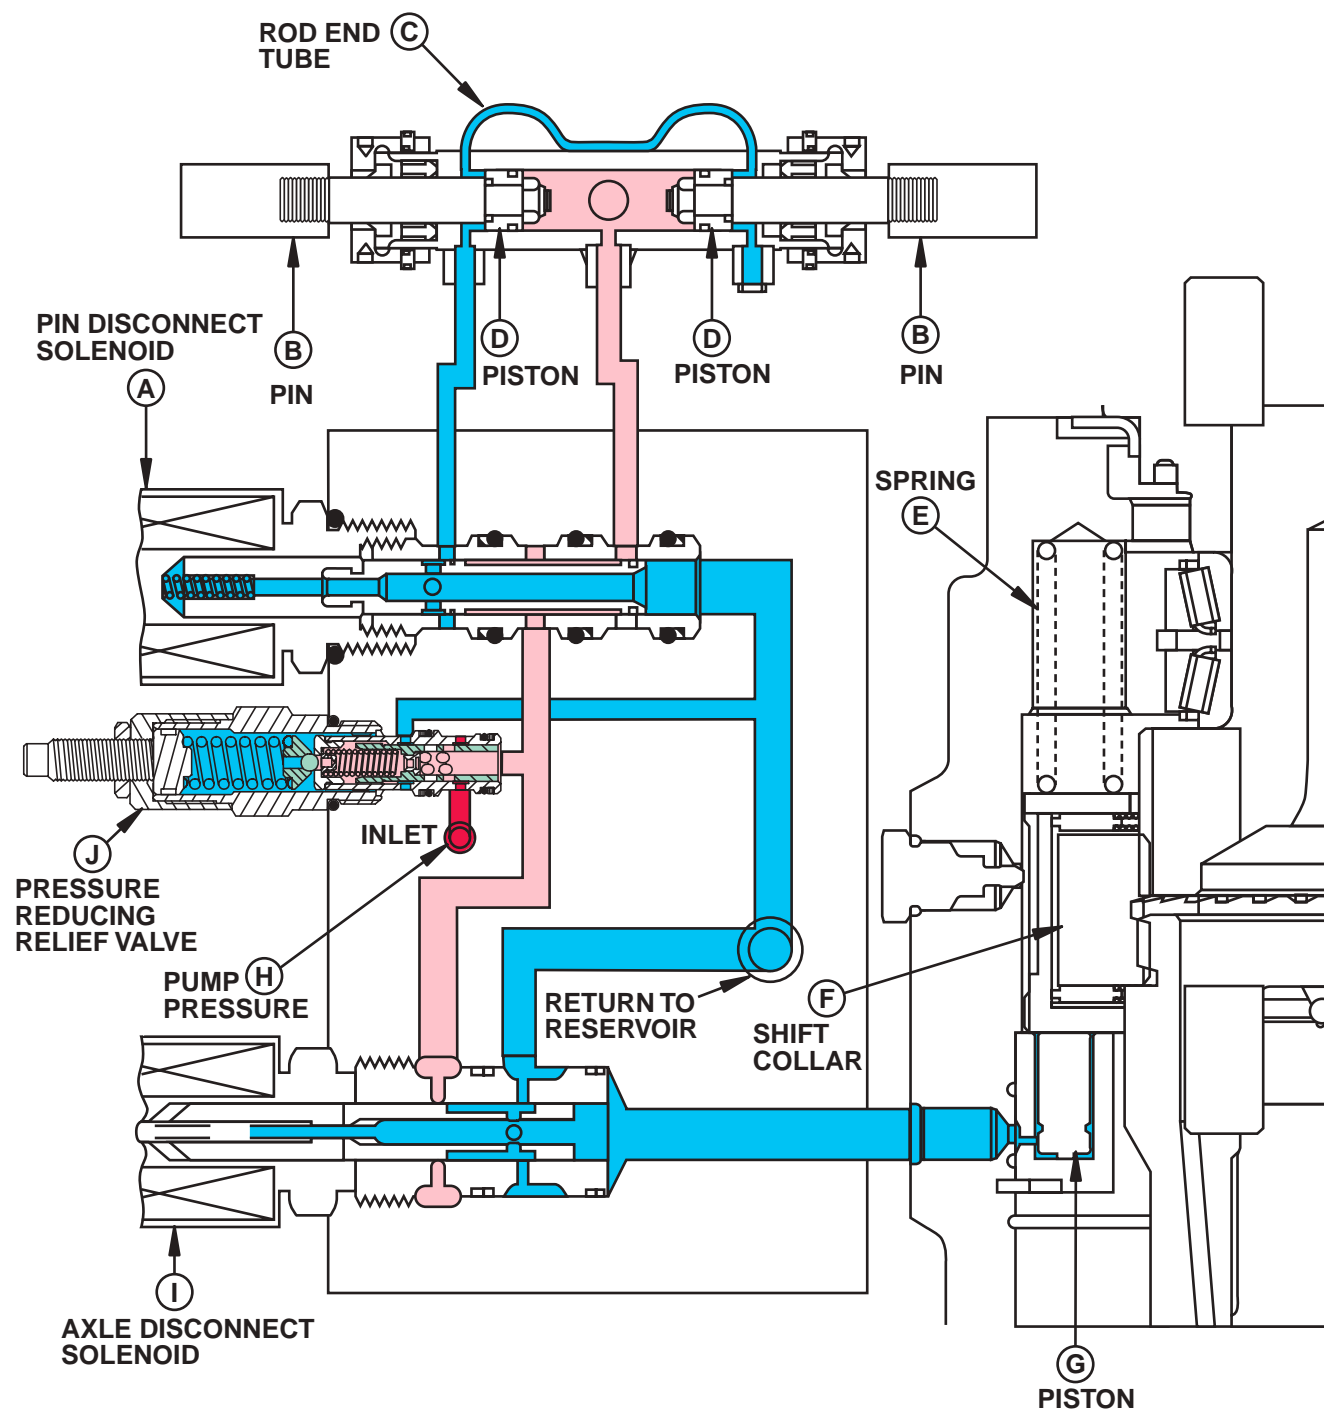 ROD END C
TUBE
PIN DISCONNECT
SOLENOID
A
B
PIN
D
PISTON
D
PISTON
B
PIN
SPRING
E
INLET
J
PRESSURE
REDUCING
RELIEF VALVE
PUMP H
PRESSURE
RETURN TO
RESERVOIR
F
SHIFT
COLLAR
I
AXLE DISCONNECT
SOLENOID
G
PISTON